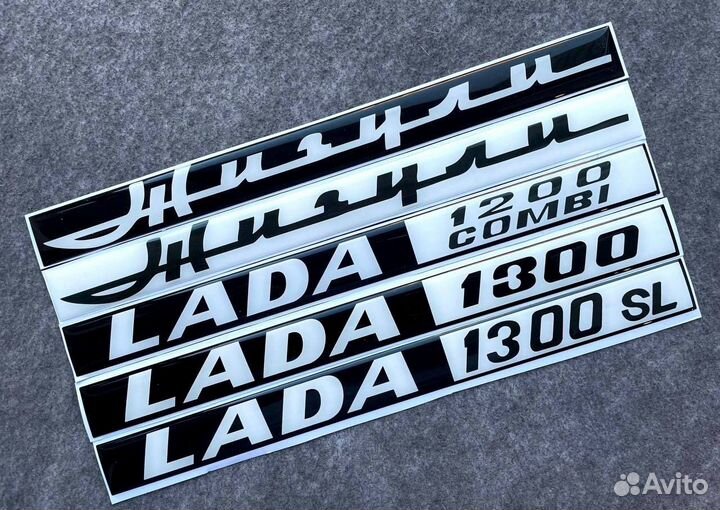 Жигули
Жигули
LADA 1200 COMBI
LADA 1300
LADA 1300 SL
Avito